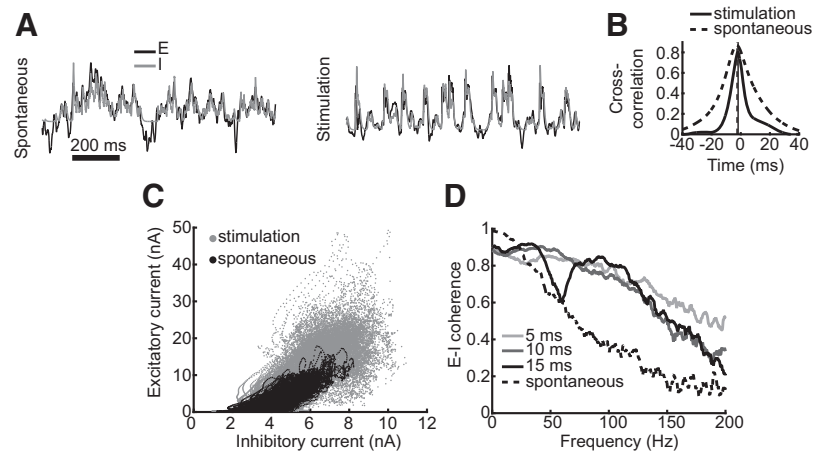 A
Spontaneous
E
I
200 ms
Stimulation
B
stimulation
spontaneous
Cross-
correlation
0.8
0.6
0.4
0.2
0
-40 -20 0 20 40
Time (ms)
C
Excitatory current (nA)
50
40
30
20
10
0
stimulation
spontaneous
0 2 4 6 8 10 12
Inhibitory current (nA)
D
E-I coherence
1
0.8
0.6
0.4
0.2
0
5 ms
10 ms
15 ms
spontaneous
0 50 100 150 200
Frequency (Hz)